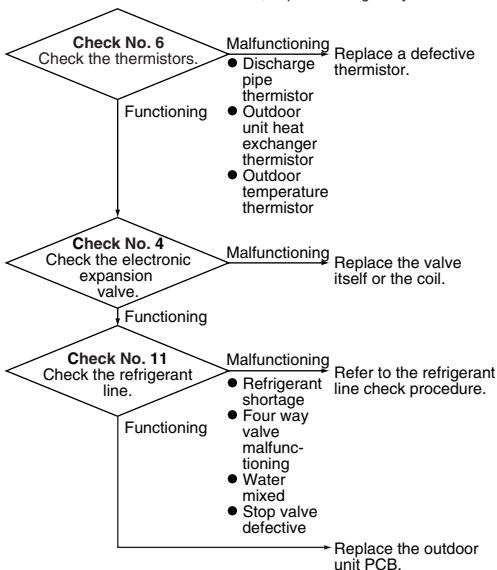 Check No. 6
Check the thermistors.
Malfunctioning
● Discharge
pipe
thermistor
● Outdoor
unit heat
exchanger
thermistor
● Outdoor
temperature
thermistor
Replace a defective
thermistor.
Functioning
Check No. 4
Check the electronic
expansion
valve.
Malfunctioning
Replace the valve
itself or the coil.
Functioning
Check No. 11
Check the refrigerant
line.
Malfunctioning
● Refrigerant
shortage
● Four way
valve
malfunc-
tioning
● Water
mixed
● Stop valve
defective
Refer to the refrigerant
line check procedure.
Functioning
Replace the outdoor
unit PCB.